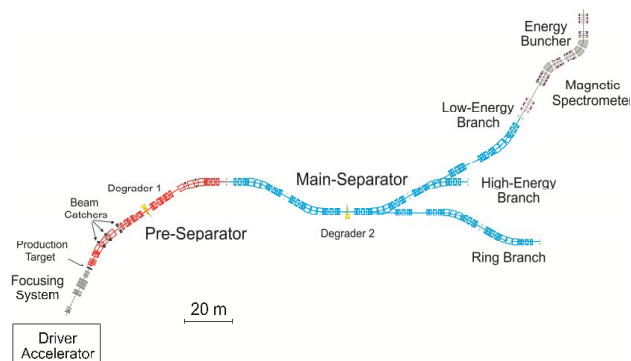 Energy
Buncher
Magnetic
Spectrometer
Low-Energy
Branch
Main-Separator
High-Energy
Branch
Degrader 1
Beam
Catchers
Pre-Separator
Degrader 2
Production
Target
Ring Branch
Focusing
System
20 m
Driver
Accelerator